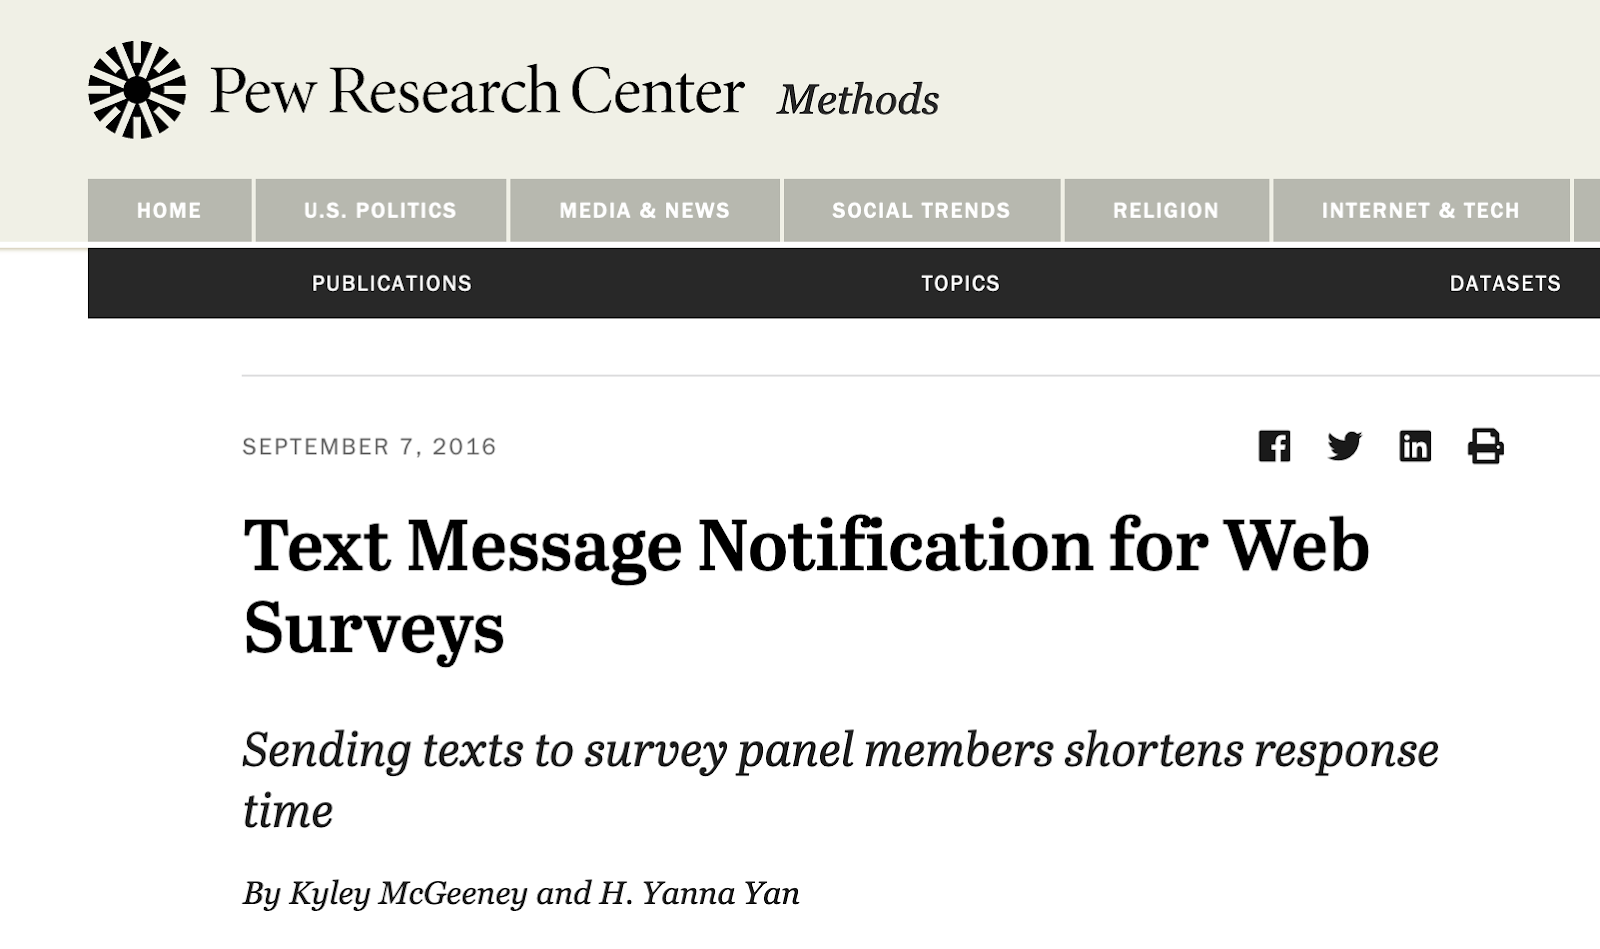 Pew Research Center Methods
HOME U.S. POLITICS MEDIA & NEWS SOCIAL TRENDS RELIGION INTERNET & TECH
PUBLICATIONS TOPICS DATASETS
SEPTEMBER 7, 2016
Text Message Notification for Web
Surveys
Sending texts to survey panel members shortens response
time
By Kyley McGeeney and H. Yanna Yan